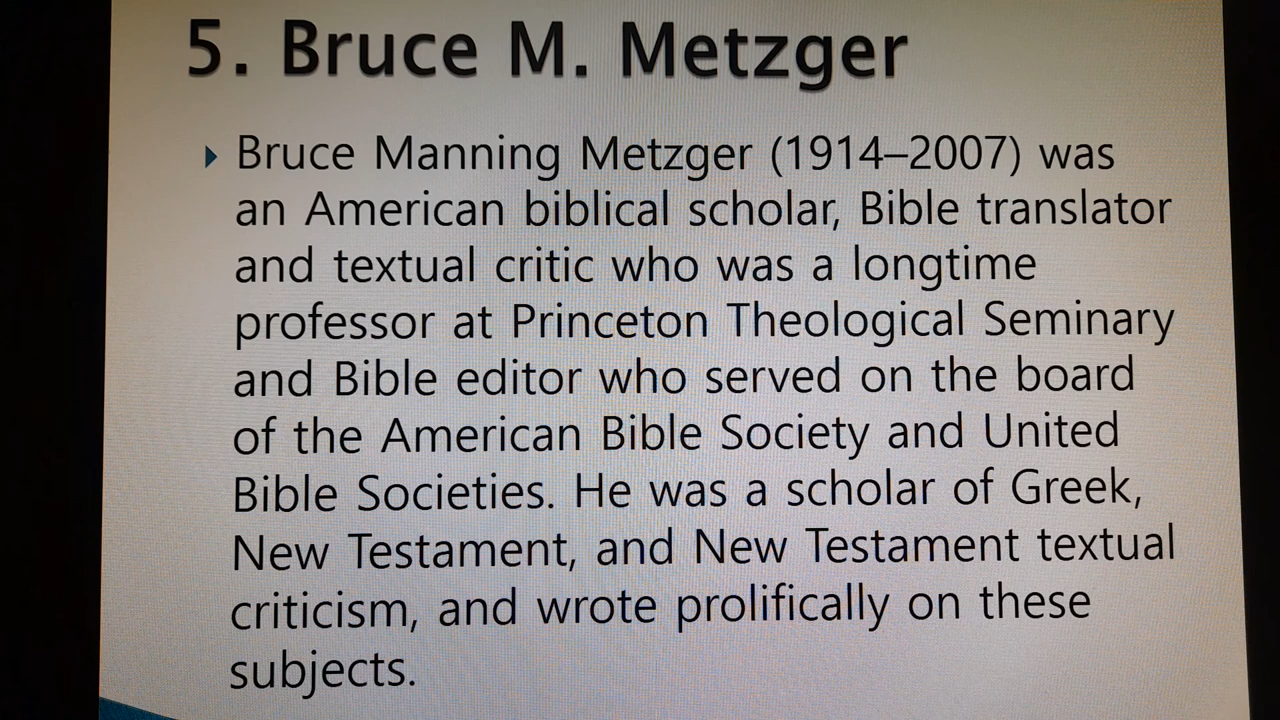 5. Bruce M. Metzger
Bruce Manning Metzger (1914–2007) was
an American biblical scholar, Bible translator
and textual critic who was a longtime
professor at Princeton Theological Seminary
and Bible editor who served on the board
of the American Bible Society and United
Bible Societies. He was a scholar of Greek,
New Testament, and New Testament textual
criticism, and wrote prolifically on these
subjects.